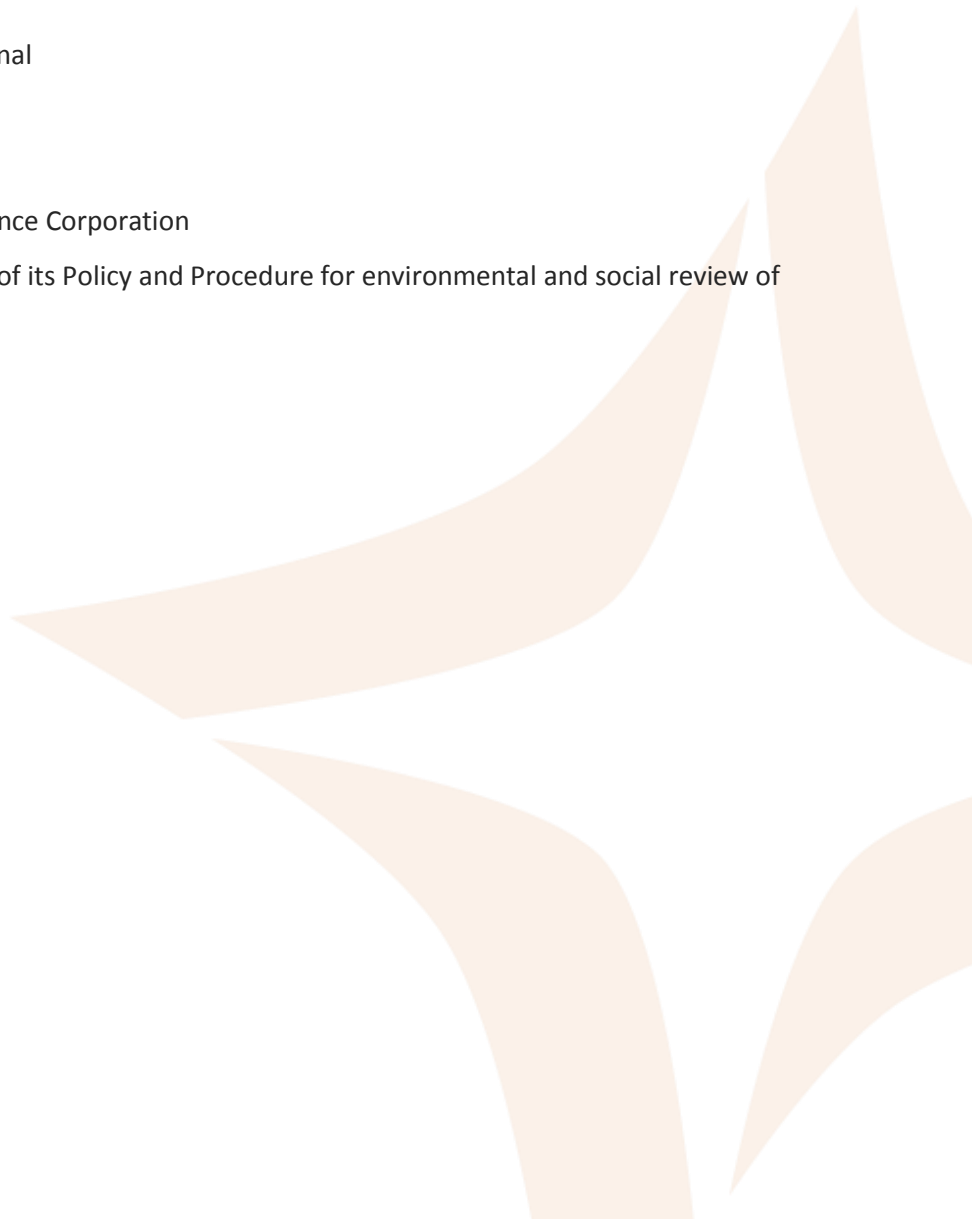 nal
nce Corporation
of its Policy and Procedure for environmental and social review of